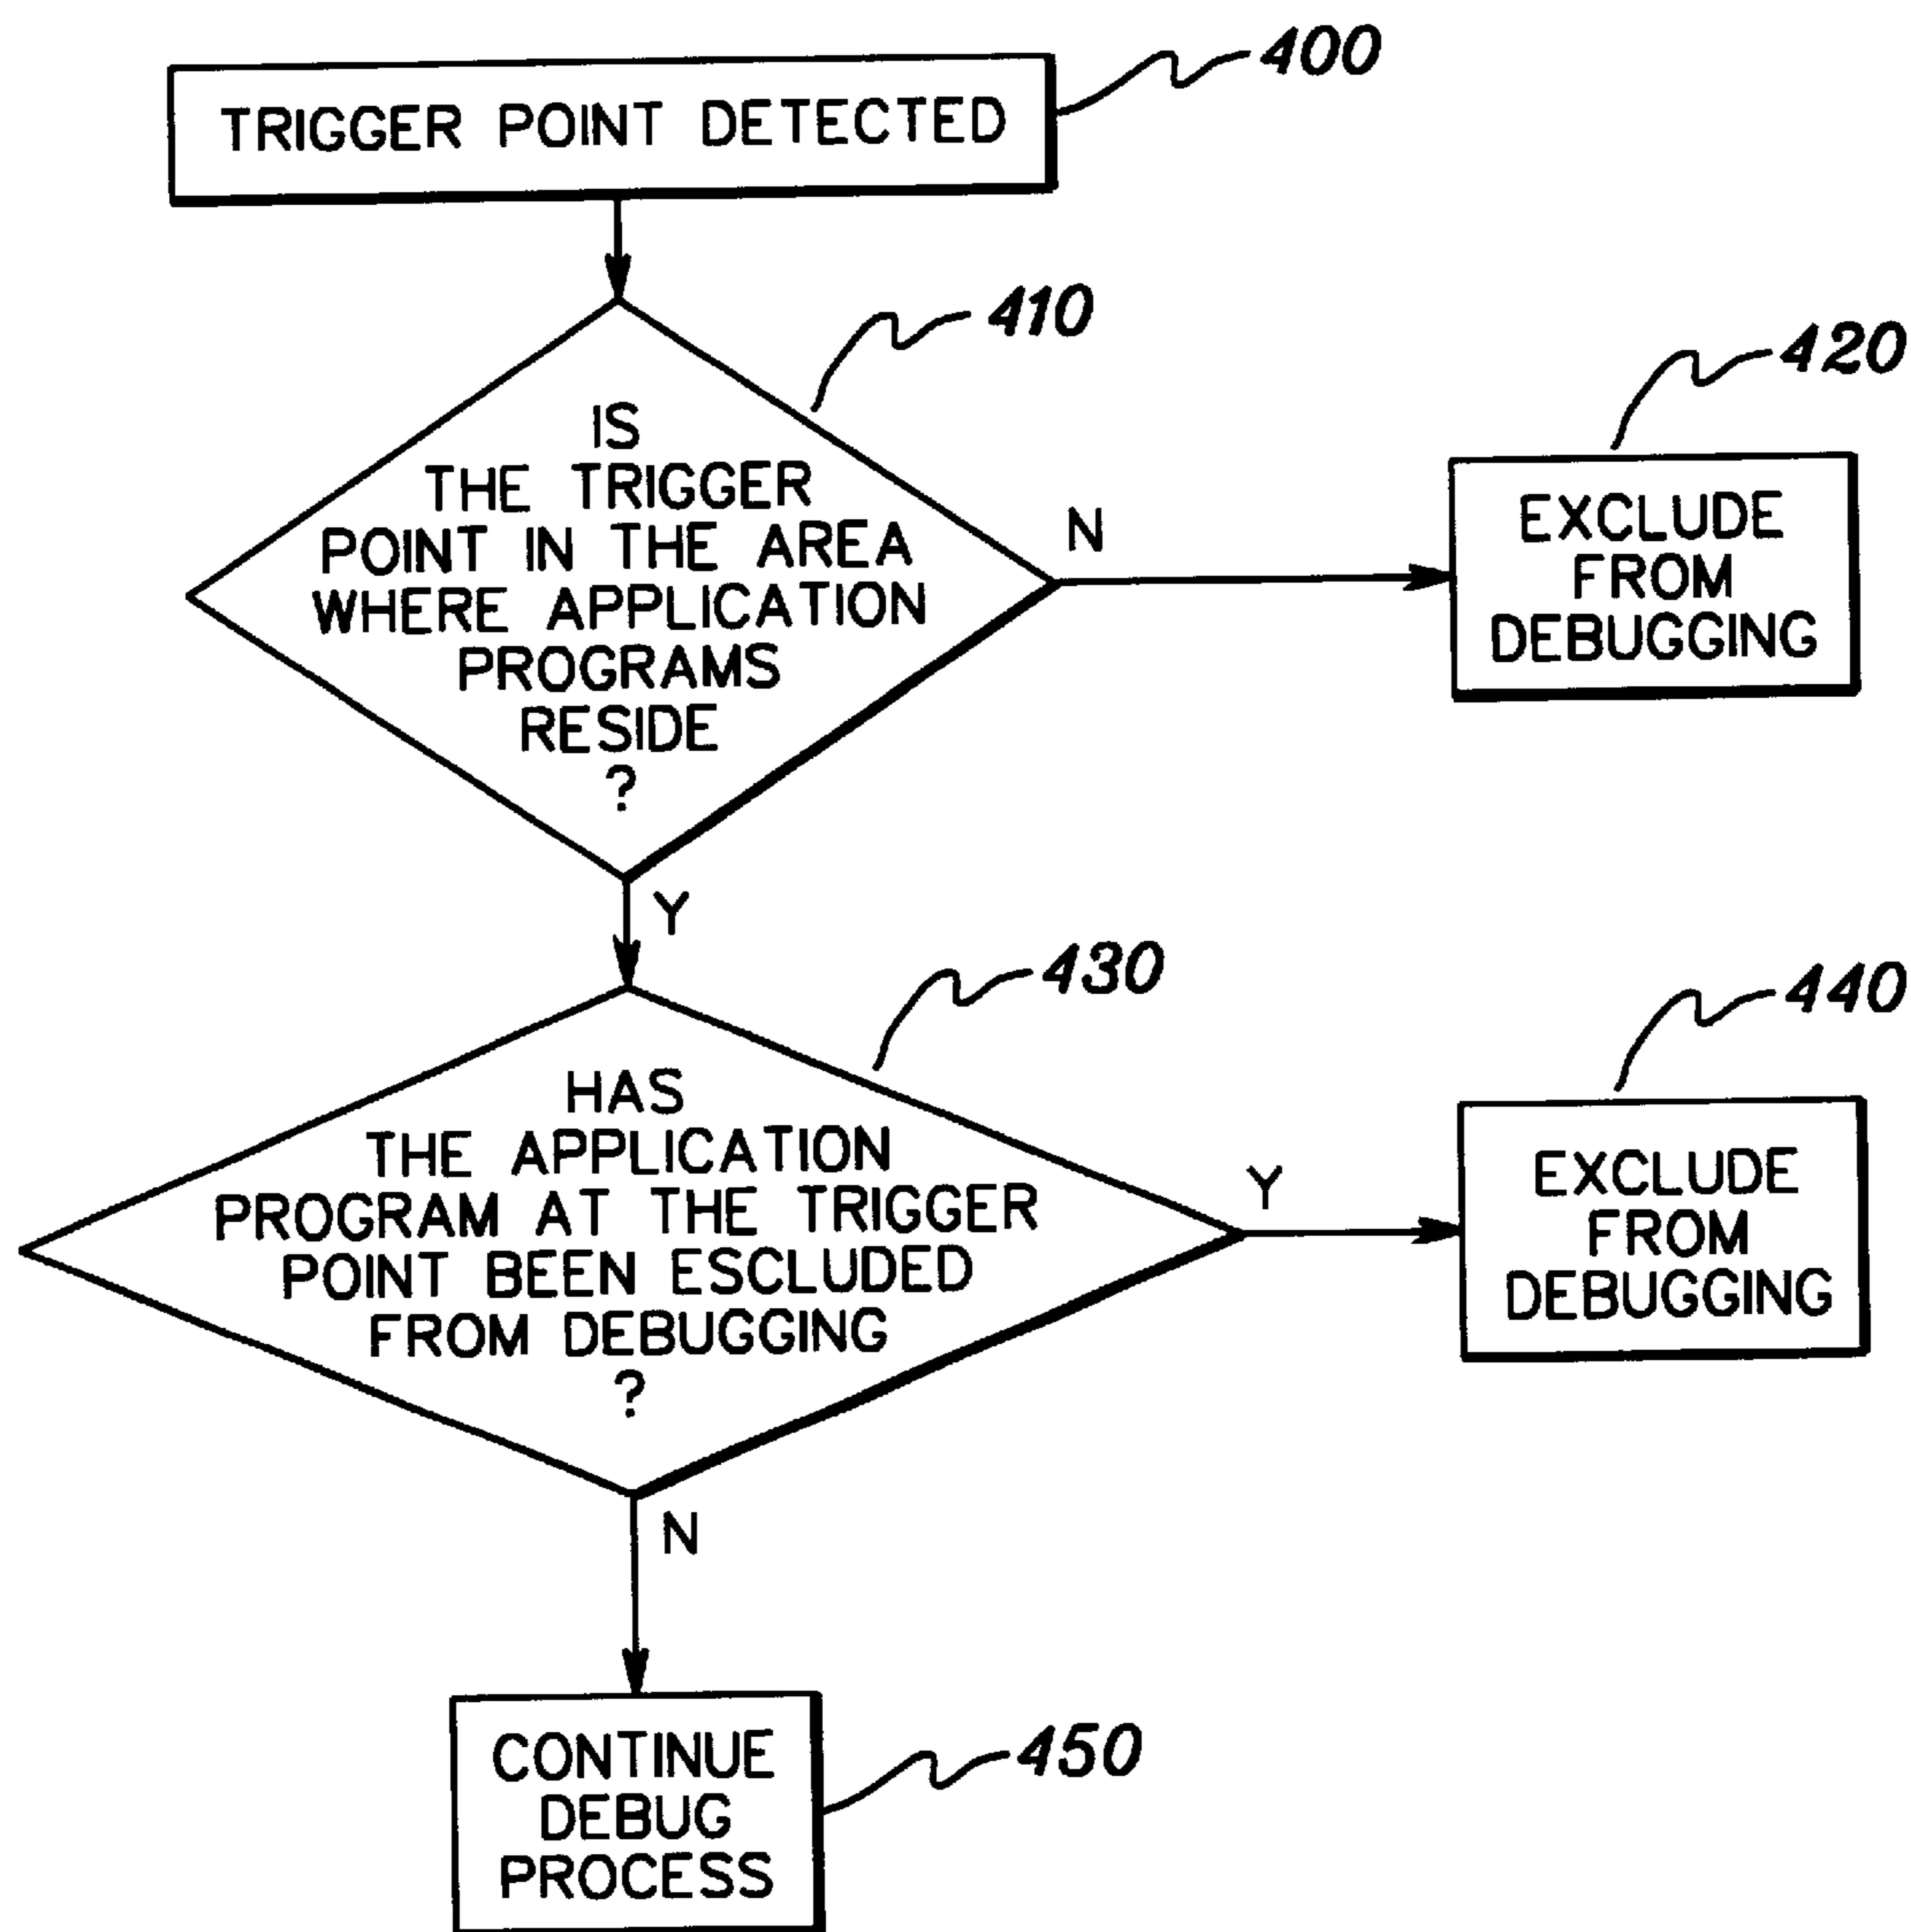 400
TRIGGER POINT DETECTED
410
IS
THE TRIGGER
POINT IN THE AREA
WHERE APPLICATION
PROGRAMS
RESIDE
?
N
420
EXCLUDE
FROM
DEBUGGING
Y
430
HAS
THE APPLICATION
PROGRAM AT THE TRIGGER
POINT BEEN ESCLUDED
FROM DEBUGGING
?
Y
440
EXCLUDE
FROM
DEBUGGING
N
CONTINUE
DEBUG
PROCESS
450